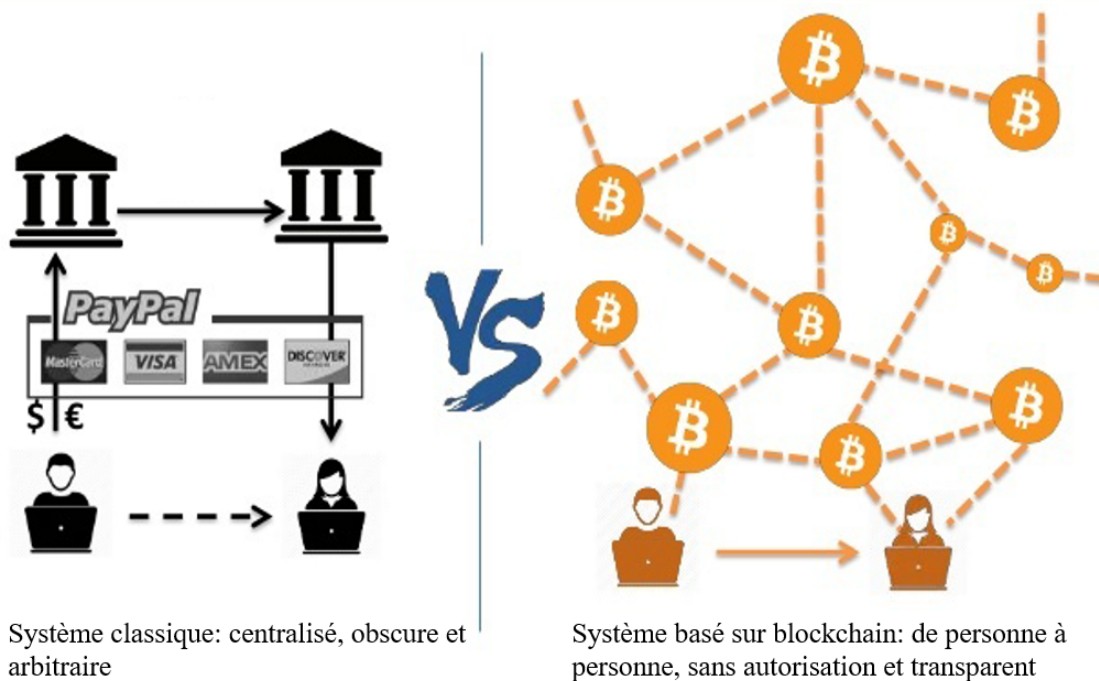 PayPal
MasterCard VISA AMEX DISCOVER
$ €
VS
Système classique: centralisé, obscure et
arbitraire
Système basé sur blockchain: de personne à
personne, sans autorisation et transparent